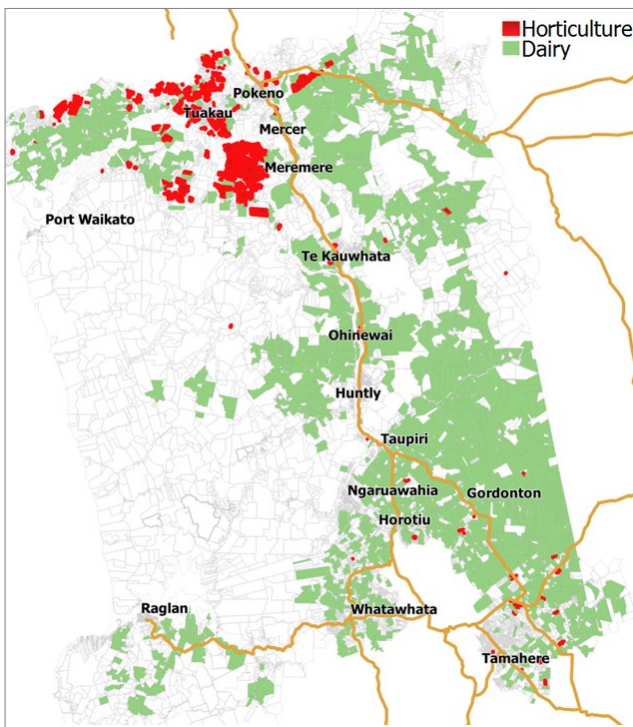 Horticulture
Dairy
Pokeno
Tuakau
Mercer
Meremere
Port Waikato
Te Kauwhata
Ohinewai
Huntly
Taupiri
Ngaruawahia
Gordonton
Horotiu
Raglan
Whatawhata
Tamahere